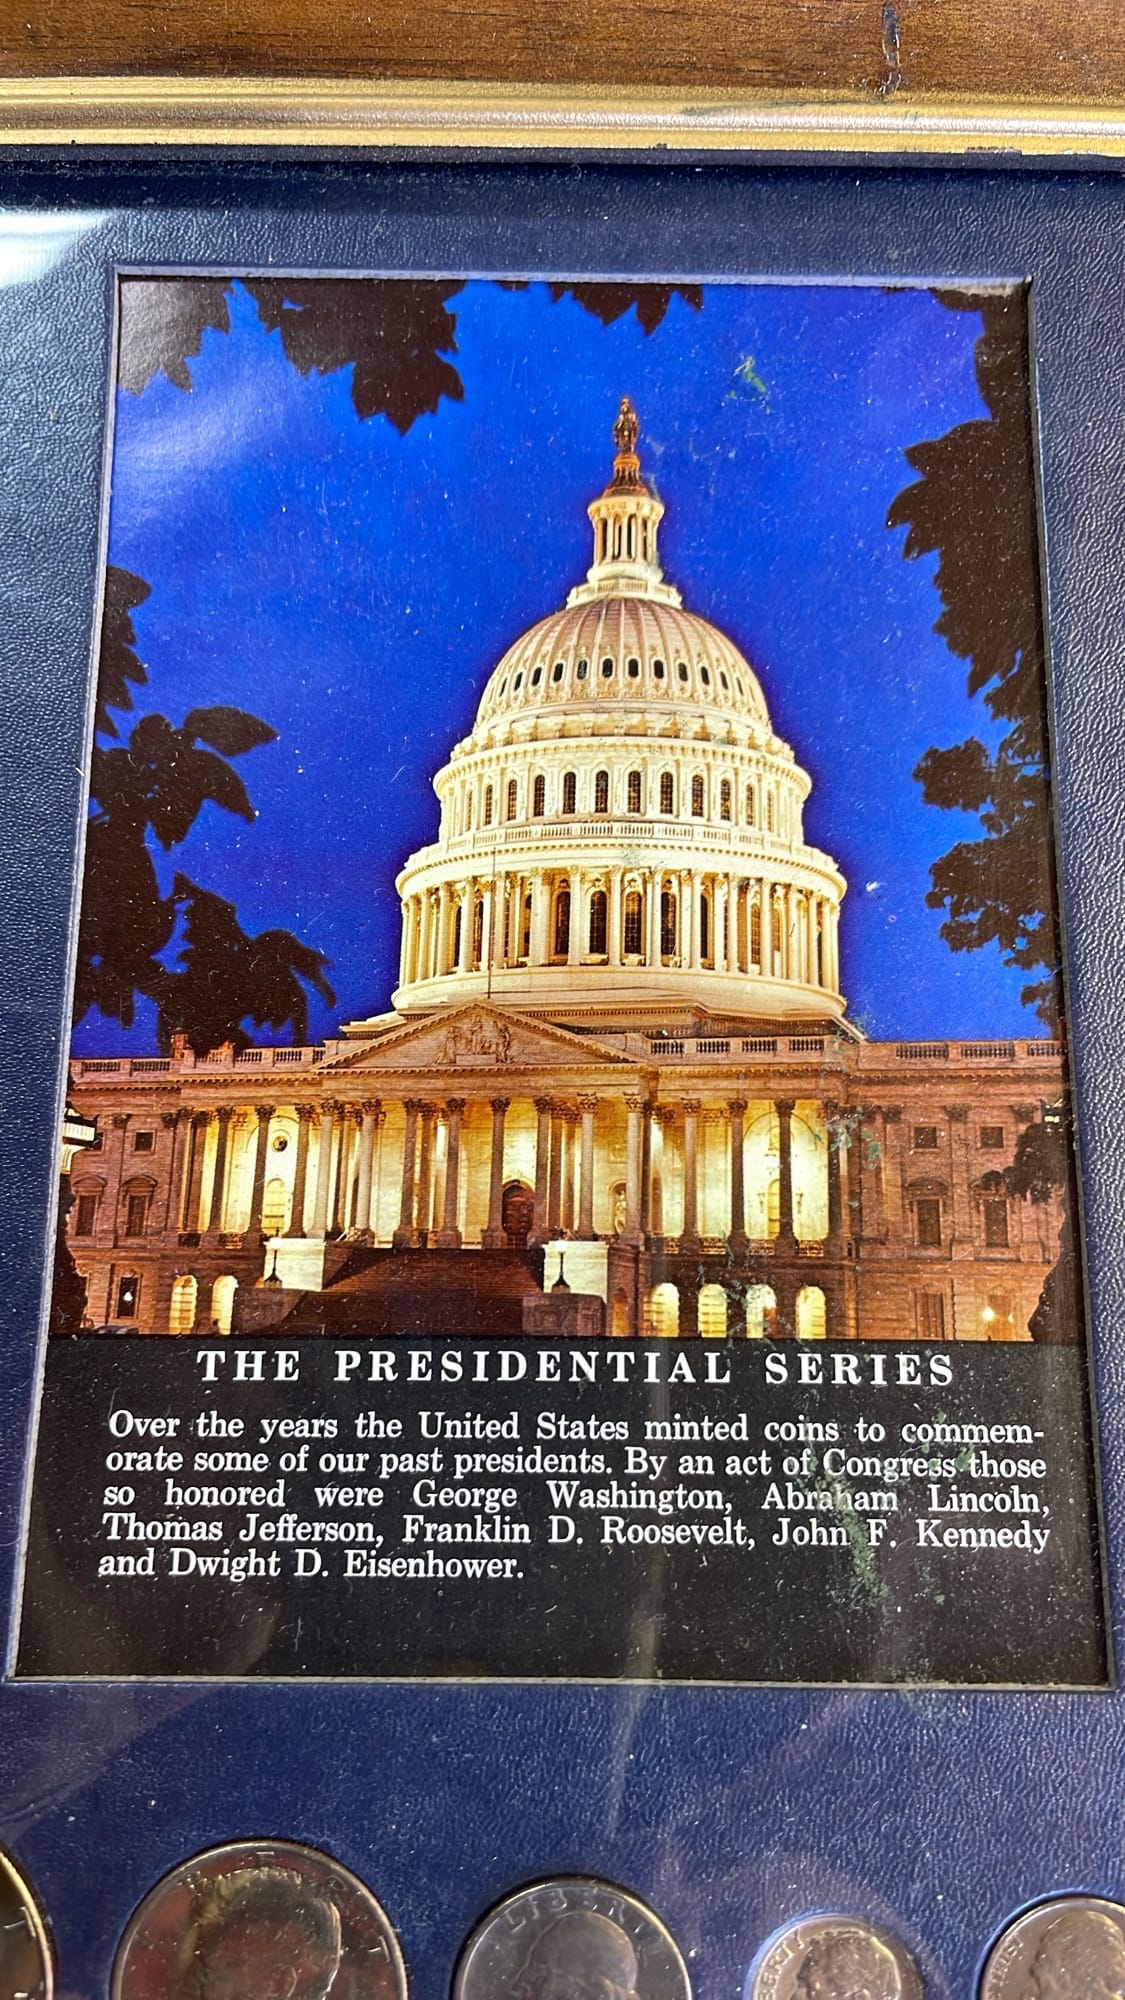 THE PRESIDENTIAL SERIES
Over the years the United States minted coins to commem-
orate some of our past presidents. By an act of Congress those
so honored were George Washington, Abraham Lincoln,
Thomas Jefferson, Franklin D. Roosevelt, John F. Kennedy
and Dwight D. Eisenhower.
LIBERTY